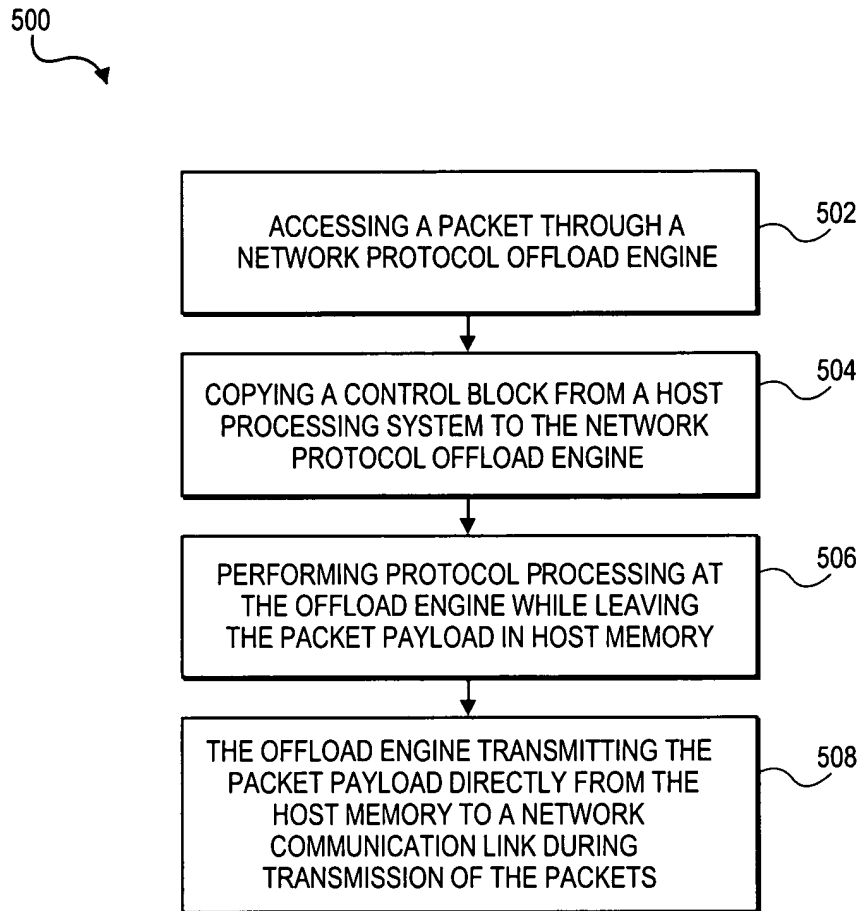 500
ACCESSING A PACKET THROUGH A
NETWORK PROTOCOL OFFLOAD ENGINE
502
COPYING A CONTROL BLOCK FROM A HOST
PROCESSING SYSTEM TO THE NETWORK
PROTOCOL OFFLOAD ENGINE
504
PERFORMING PROTOCOL PROCESSING AT
THE OFFLOAD ENGINE WHILE LEAVING
THE PACKET PAYLOAD IN HOST MEMORY
506
THE OFFLOAD ENGINE TRANSMITTING THE
PACKET PAYLOAD DIRECTLY FROM THE
HOST MEMORY TO A NETWORK
COMMUNICATION LINK DURING
TRANSMISSION OF THE PACKETS
508